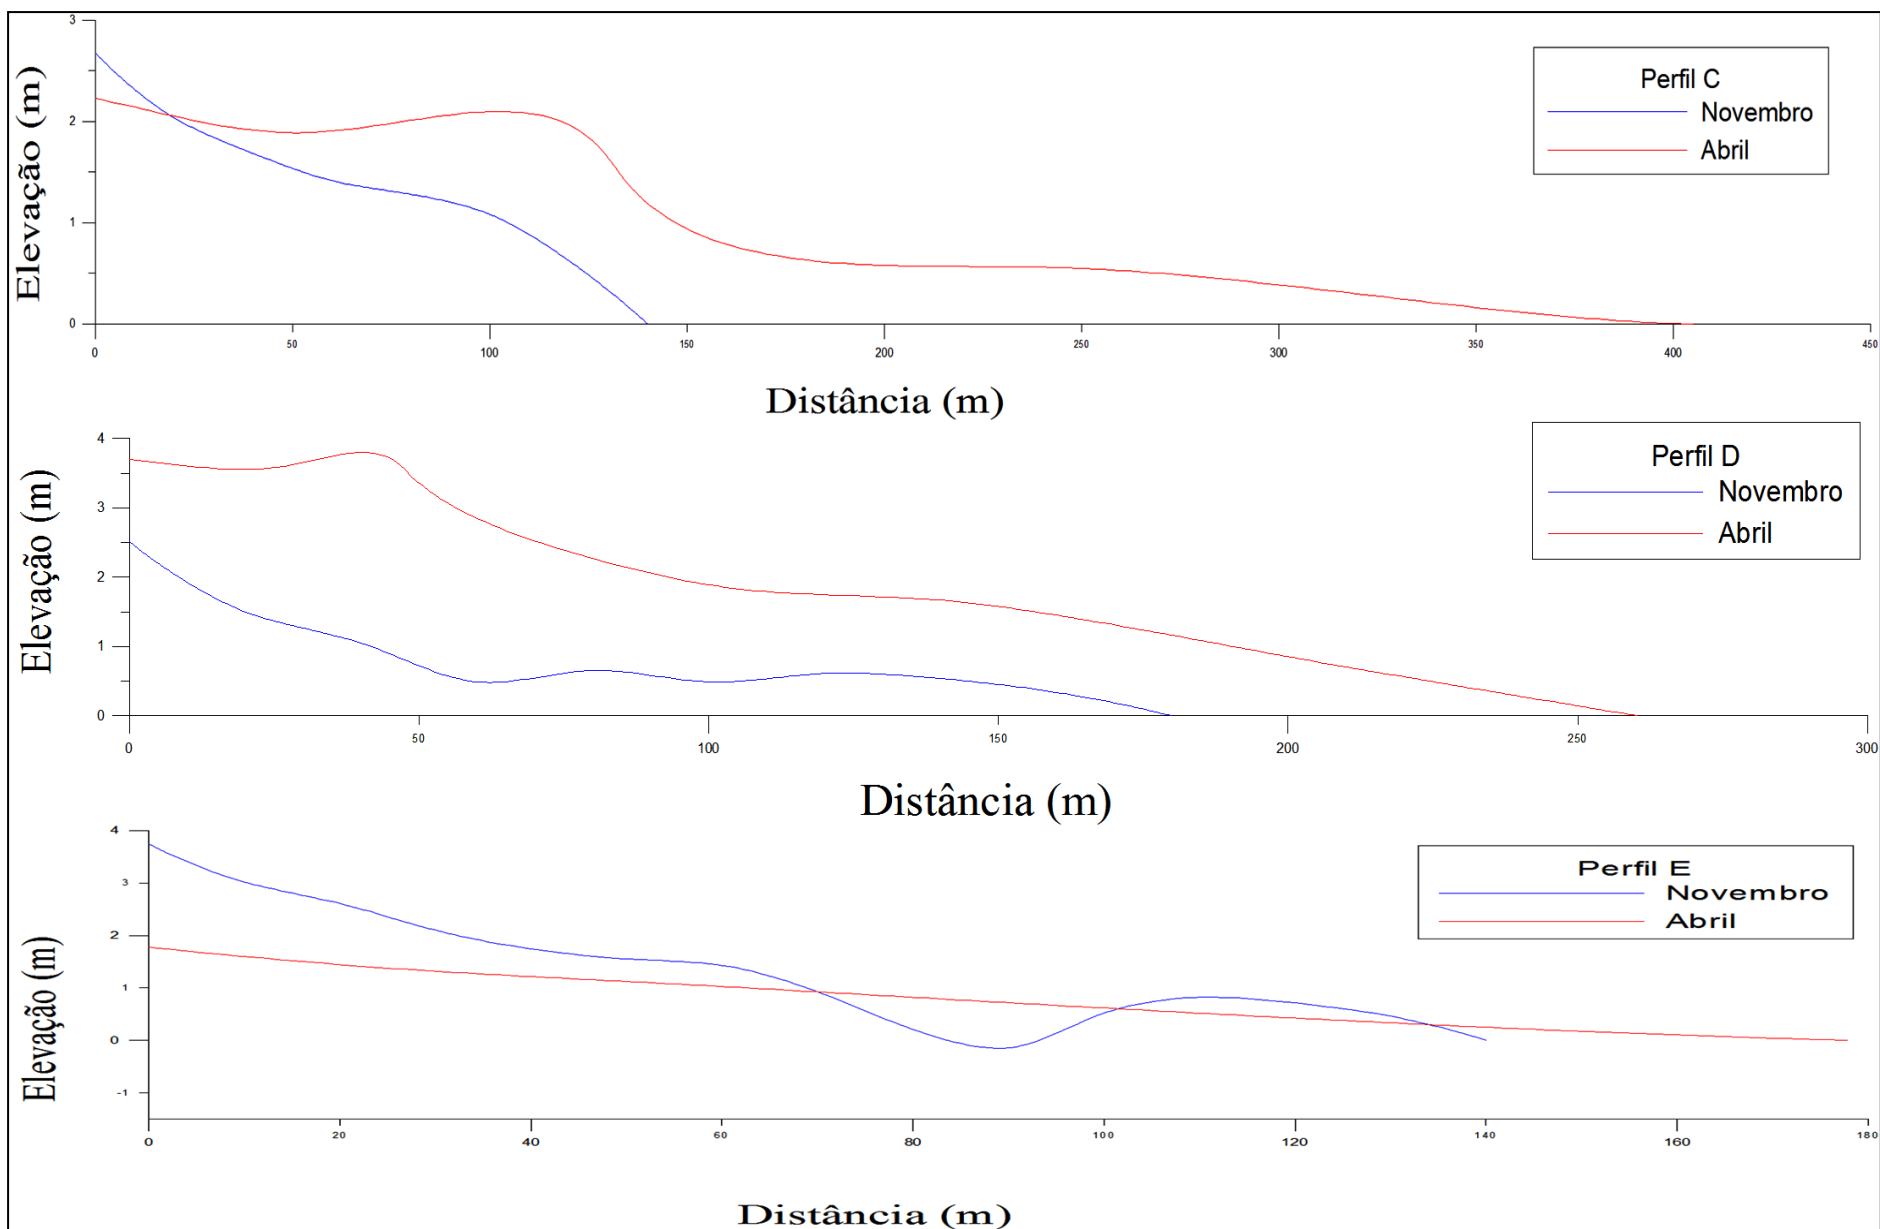 3
2
1
0
Elevação (m)
0
50
100
150
200
250
300
350
400
450
Distância (m)
Perfil C
Novembro
Abril
4
3
2
1
0
Elevação (m)
0
50
100
150
200
250
300
Distância (m)
Perfil D
Novembro
Abril
4
3
2
1
0
-1
Elevação (m)
0
20
40
60
80
100
120
140
160
180
Distância (m)
Perfil E
Novembro
Abril